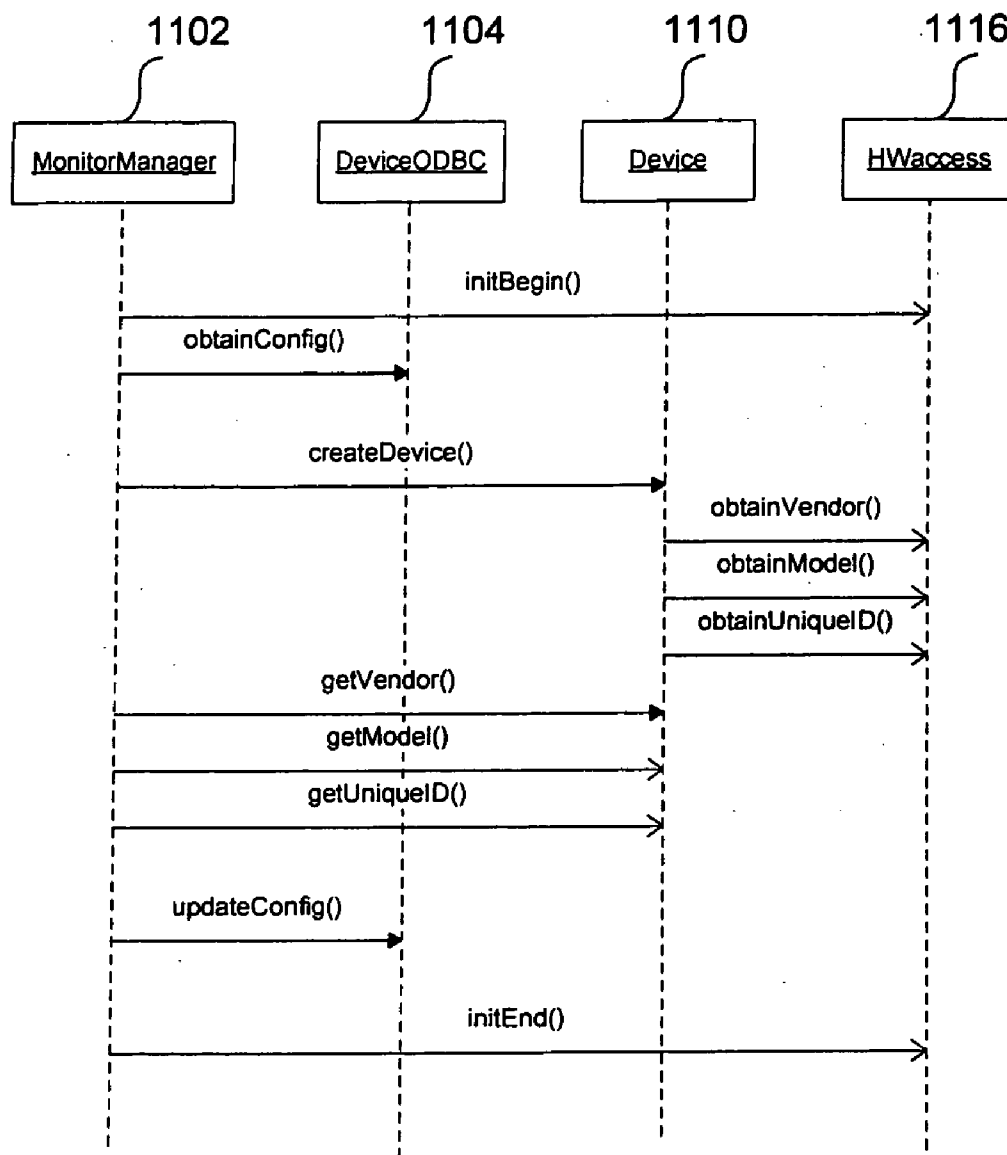 1102 1104 1110 1116
MonitorManager DeviceODBC Device HWaccess
initBegin()
obtainConfig()
createDevice()
obtainVendor()
obtainModel()
obtainUniqueID()
getVendor()
getModel()
getUniqueID()
updateConfig()
initEnd()